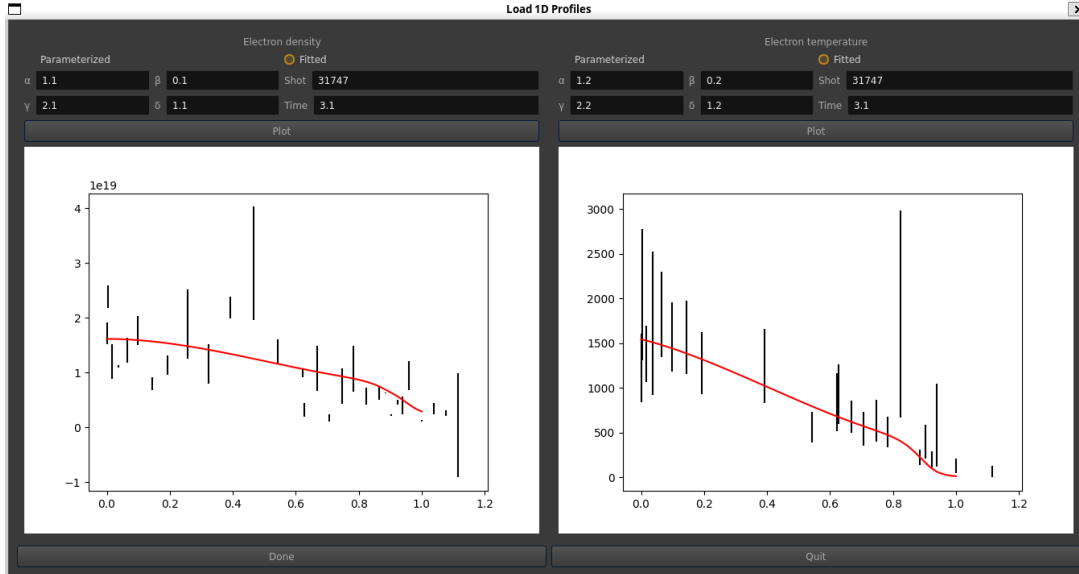 Load 1D Profiles
Electron density
Parameterized Fitted
α 1.1 β 0.1 Shot 31747
γ 2.1 δ 1.1 Time 3.1
Plot
1e19
4
3
2
1
0
−1
0.0 0.2 0.4 0.6 0.8 1.0 1.2
Done
Electron temperature
Parameterized Fitted
α 1.2 β 0.2 Shot 31747
γ 2.2 δ 1.2 Time 3.1
Plot
3000
2500
2000
1500
1000
500
0
0.0 0.2 0.4 0.6 0.8 1.0 1.2
Quit